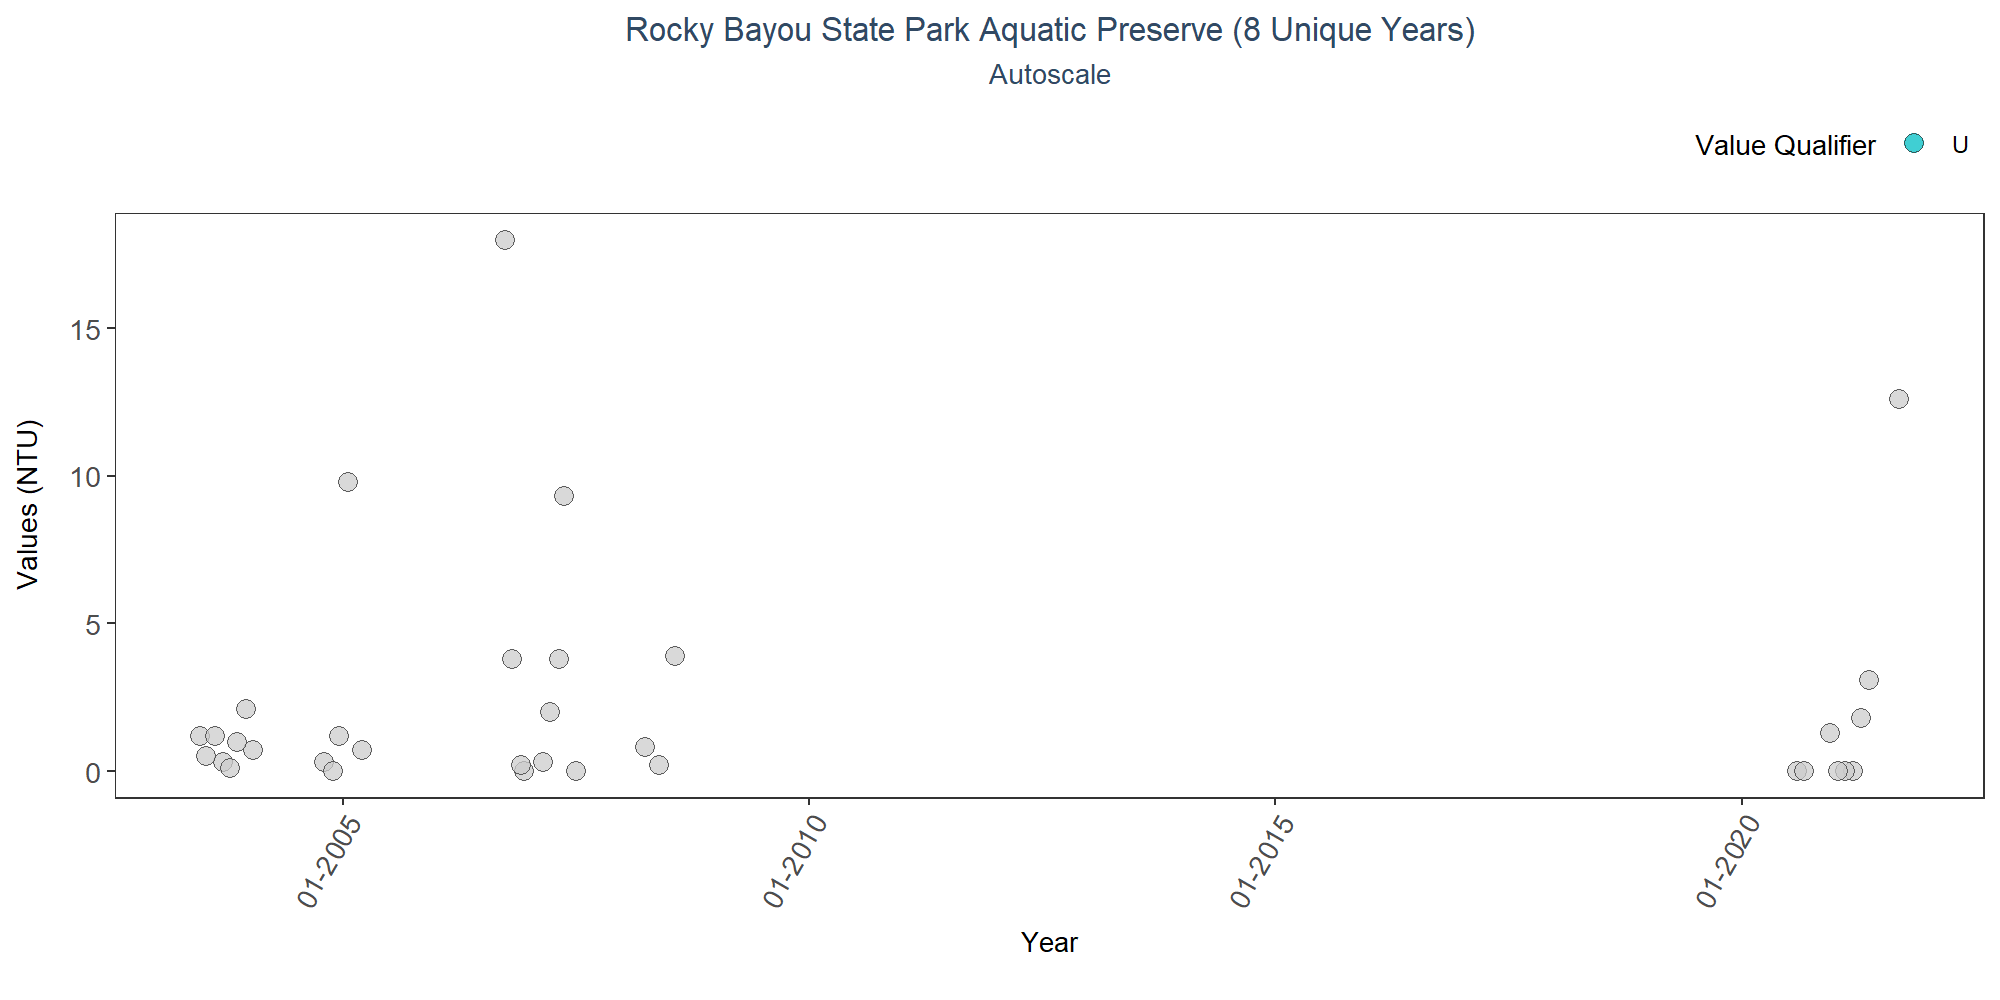 Rocky Bayou State Park Aquatic Preserve (8 Unique Years)
Autoscale
Value Qualifier U
Values (NTU)
15
10
5
0
01-2005
01-2010
01-2015
01-2020
Year